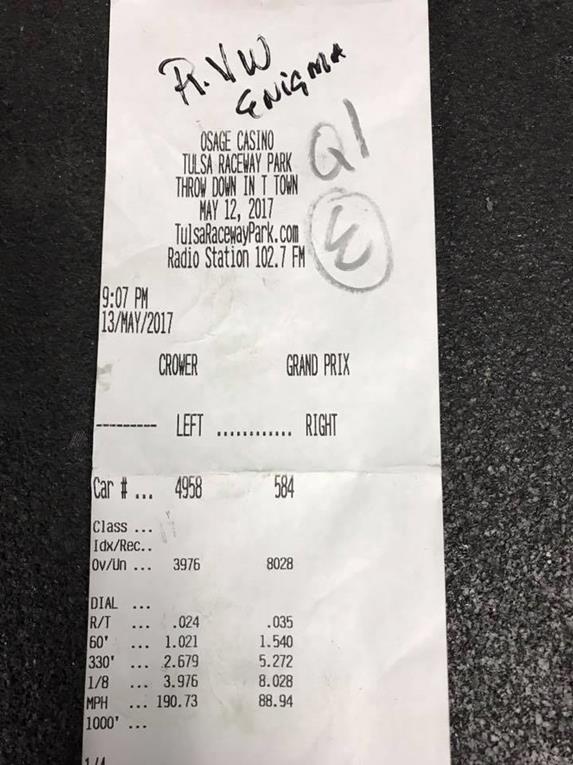 R.VW
ENIGMA
OSAGE CASINO
TULSA RACEWAY PARK
THROW DOWN IN T TOWN
MAY 12, 2017
TulsaRacewayPark.com
Radio Station 102.7 FM
Q1
E
9:07 PM
13/MAY/2017
CROWER GRAND PRIX
--------- LEFT ............ RIGHT
Car # ... 4958 584
Class ...
Idx/Rec..
Ov/Un ... 3976 8028
DIAL ...
R/T ... .024 .035
60' ... 1.021 1.540
330' ... 2.679 5.272
1/8 ... 3.976 8.028
MPH ... 190.73 88.94
1000' ...
1/4